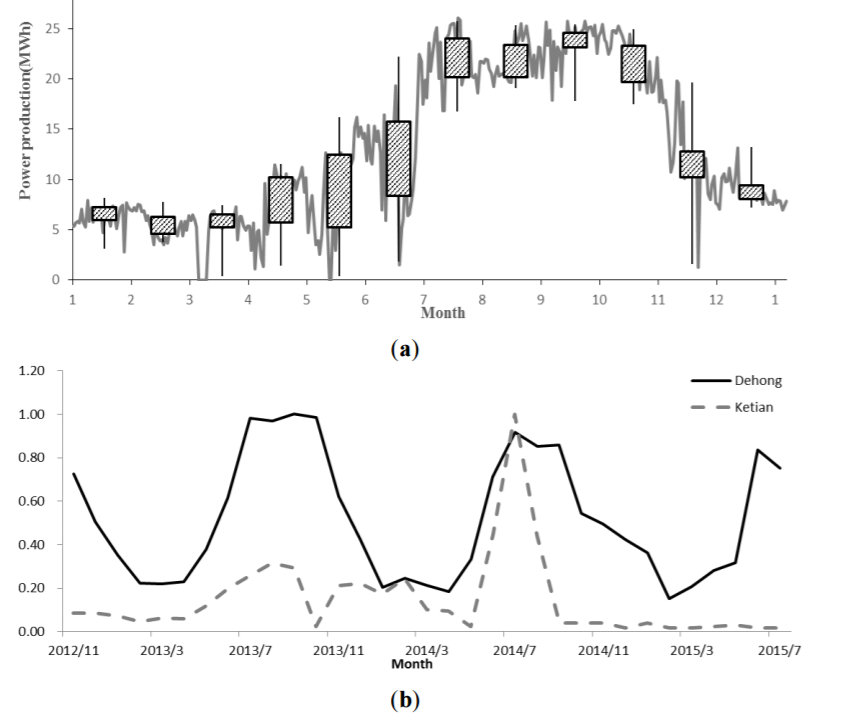 Power production(MWh)
25
20
15
10
5
0
1 2 3 4 5 6 7 8 9 10 11 12 1
Month
(a)
1.20
1.00
0.80
0.60
0.40
0.20
0.00
Dehong
Ketian
2012/11 2013/3 2013/7 2013/11 2014/3 2014/7 2014/11 2015/3 2015/7
Month
(b)